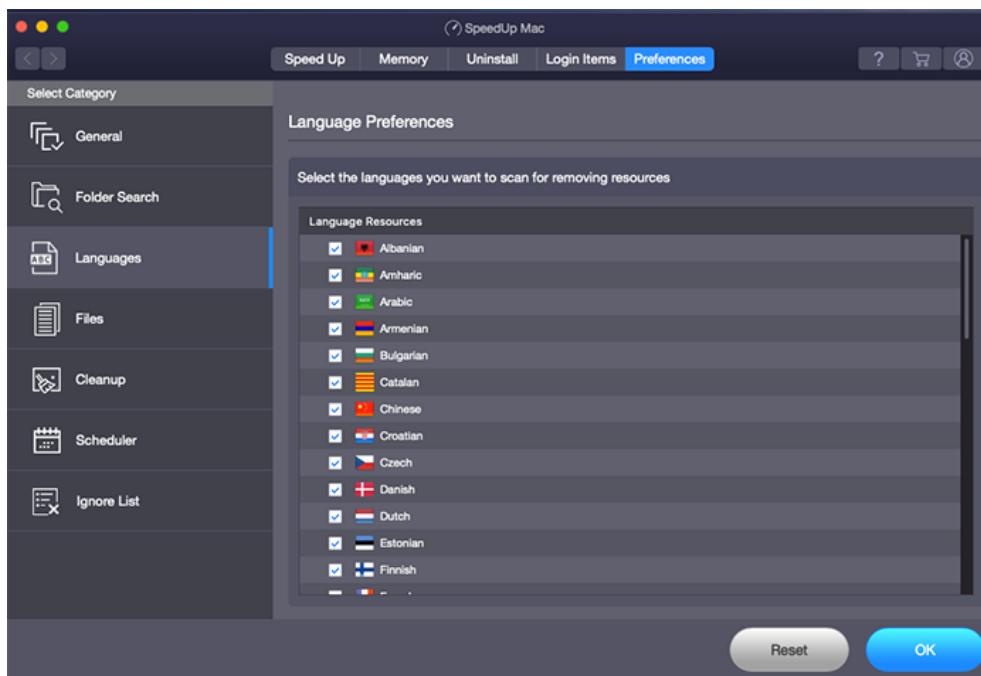 SpeedUp Mac
Speed Up Memory Uninstall Login Items Preferences ?
Select Category
General
Folder Search
ABC
Languages
Files
Cleanup
Scheduler
Ignore List
Language Preferences
Select the languages you want to scan for removing resources
Language Resources
Albanian
Amharic
Arabic
Armenian
Bulgarian
Catalan
Chinese
Croatian
Czech
Danish
Dutch
Estonian
Finnish
Reset OK